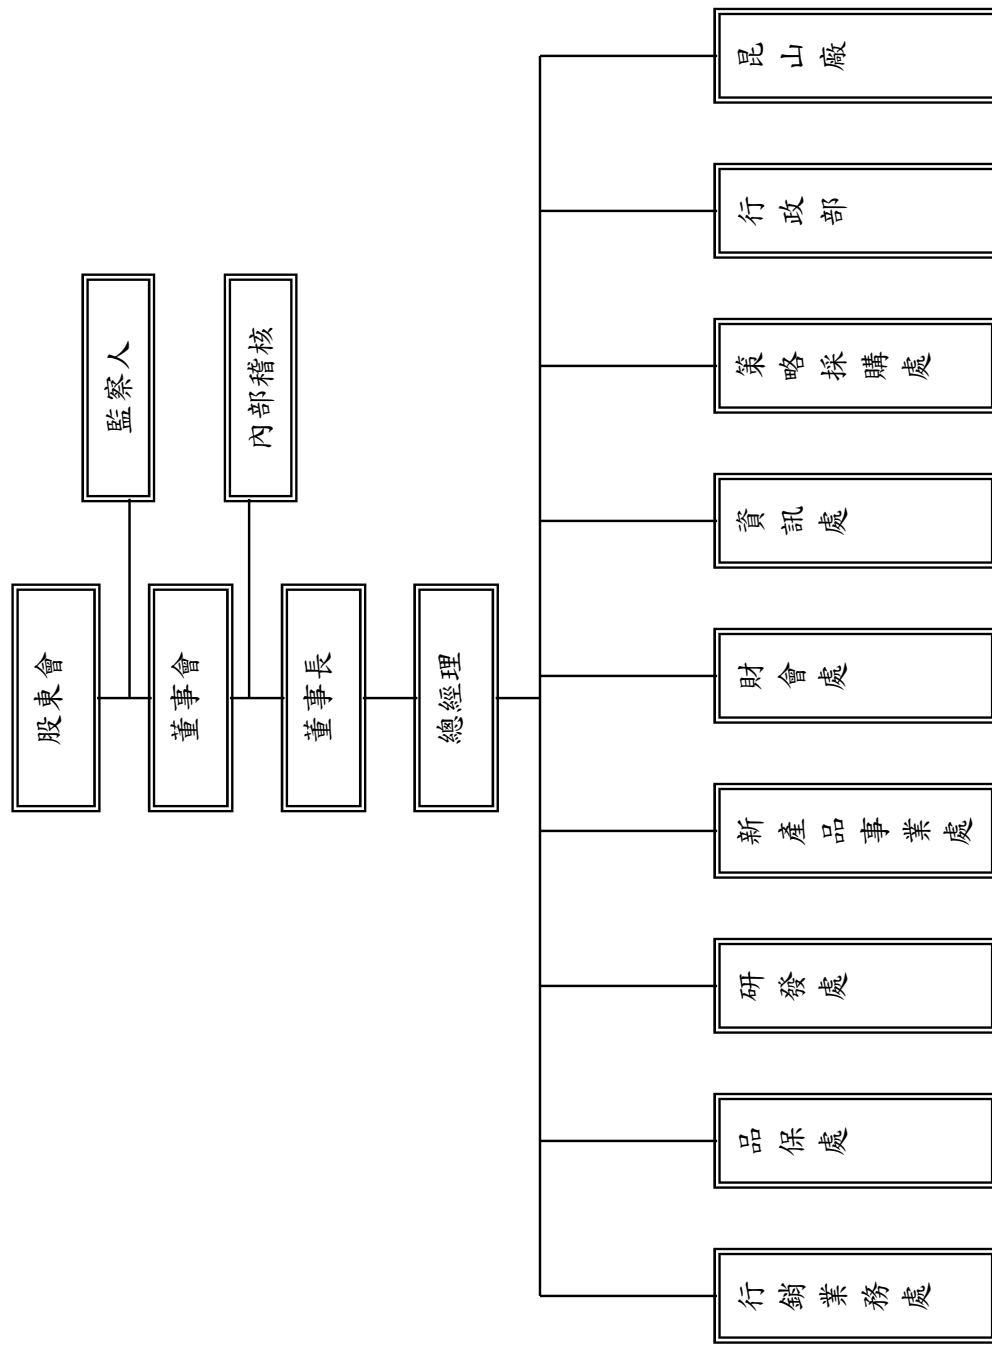 股東會
監察人
董事會
內部稽核
董事長
總經理
行銷業務處
品保處
研發處
新產品事業處
財會處
資訊處
策略採購處
行政部
昆山廠